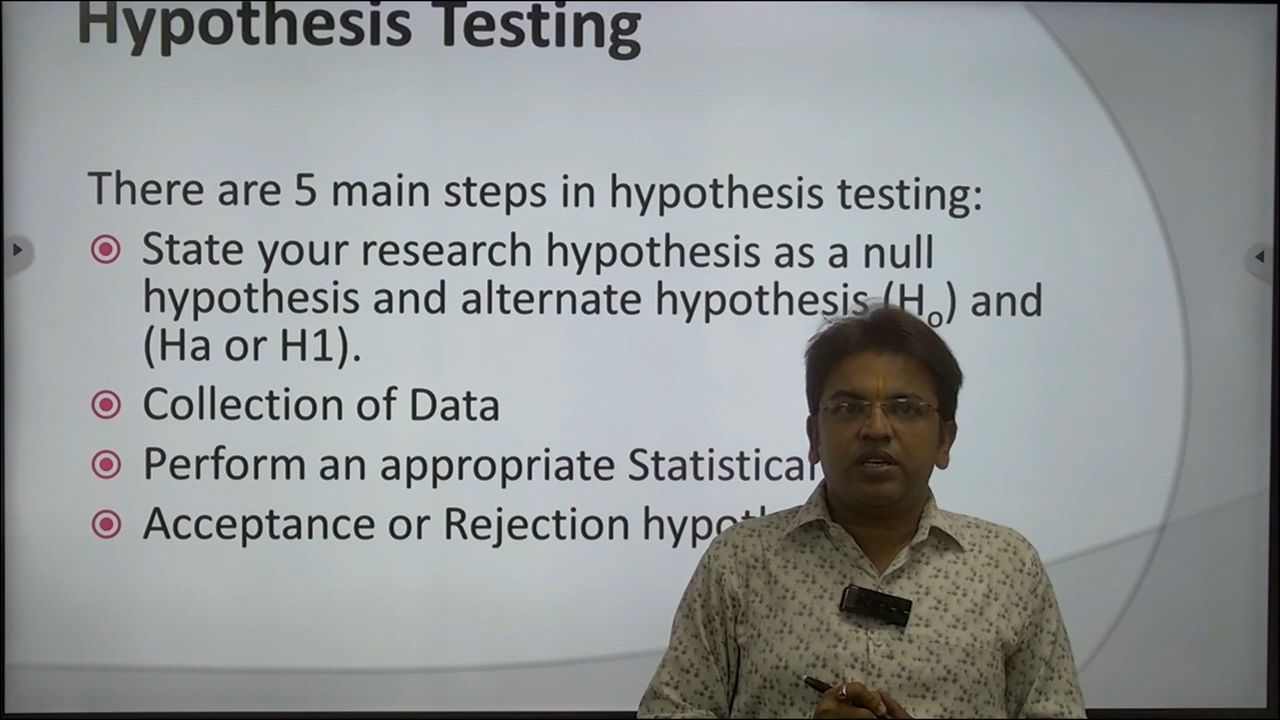 Hypothesis Testing
There are 5 main steps in hypothesis testing:
State your research hypothesis as a null
hypothesis and alternate hypothesis (Ho) and
(Ha or H1).
Collection of Data
Perform an appropriate Statistical
Acceptance or Rejection